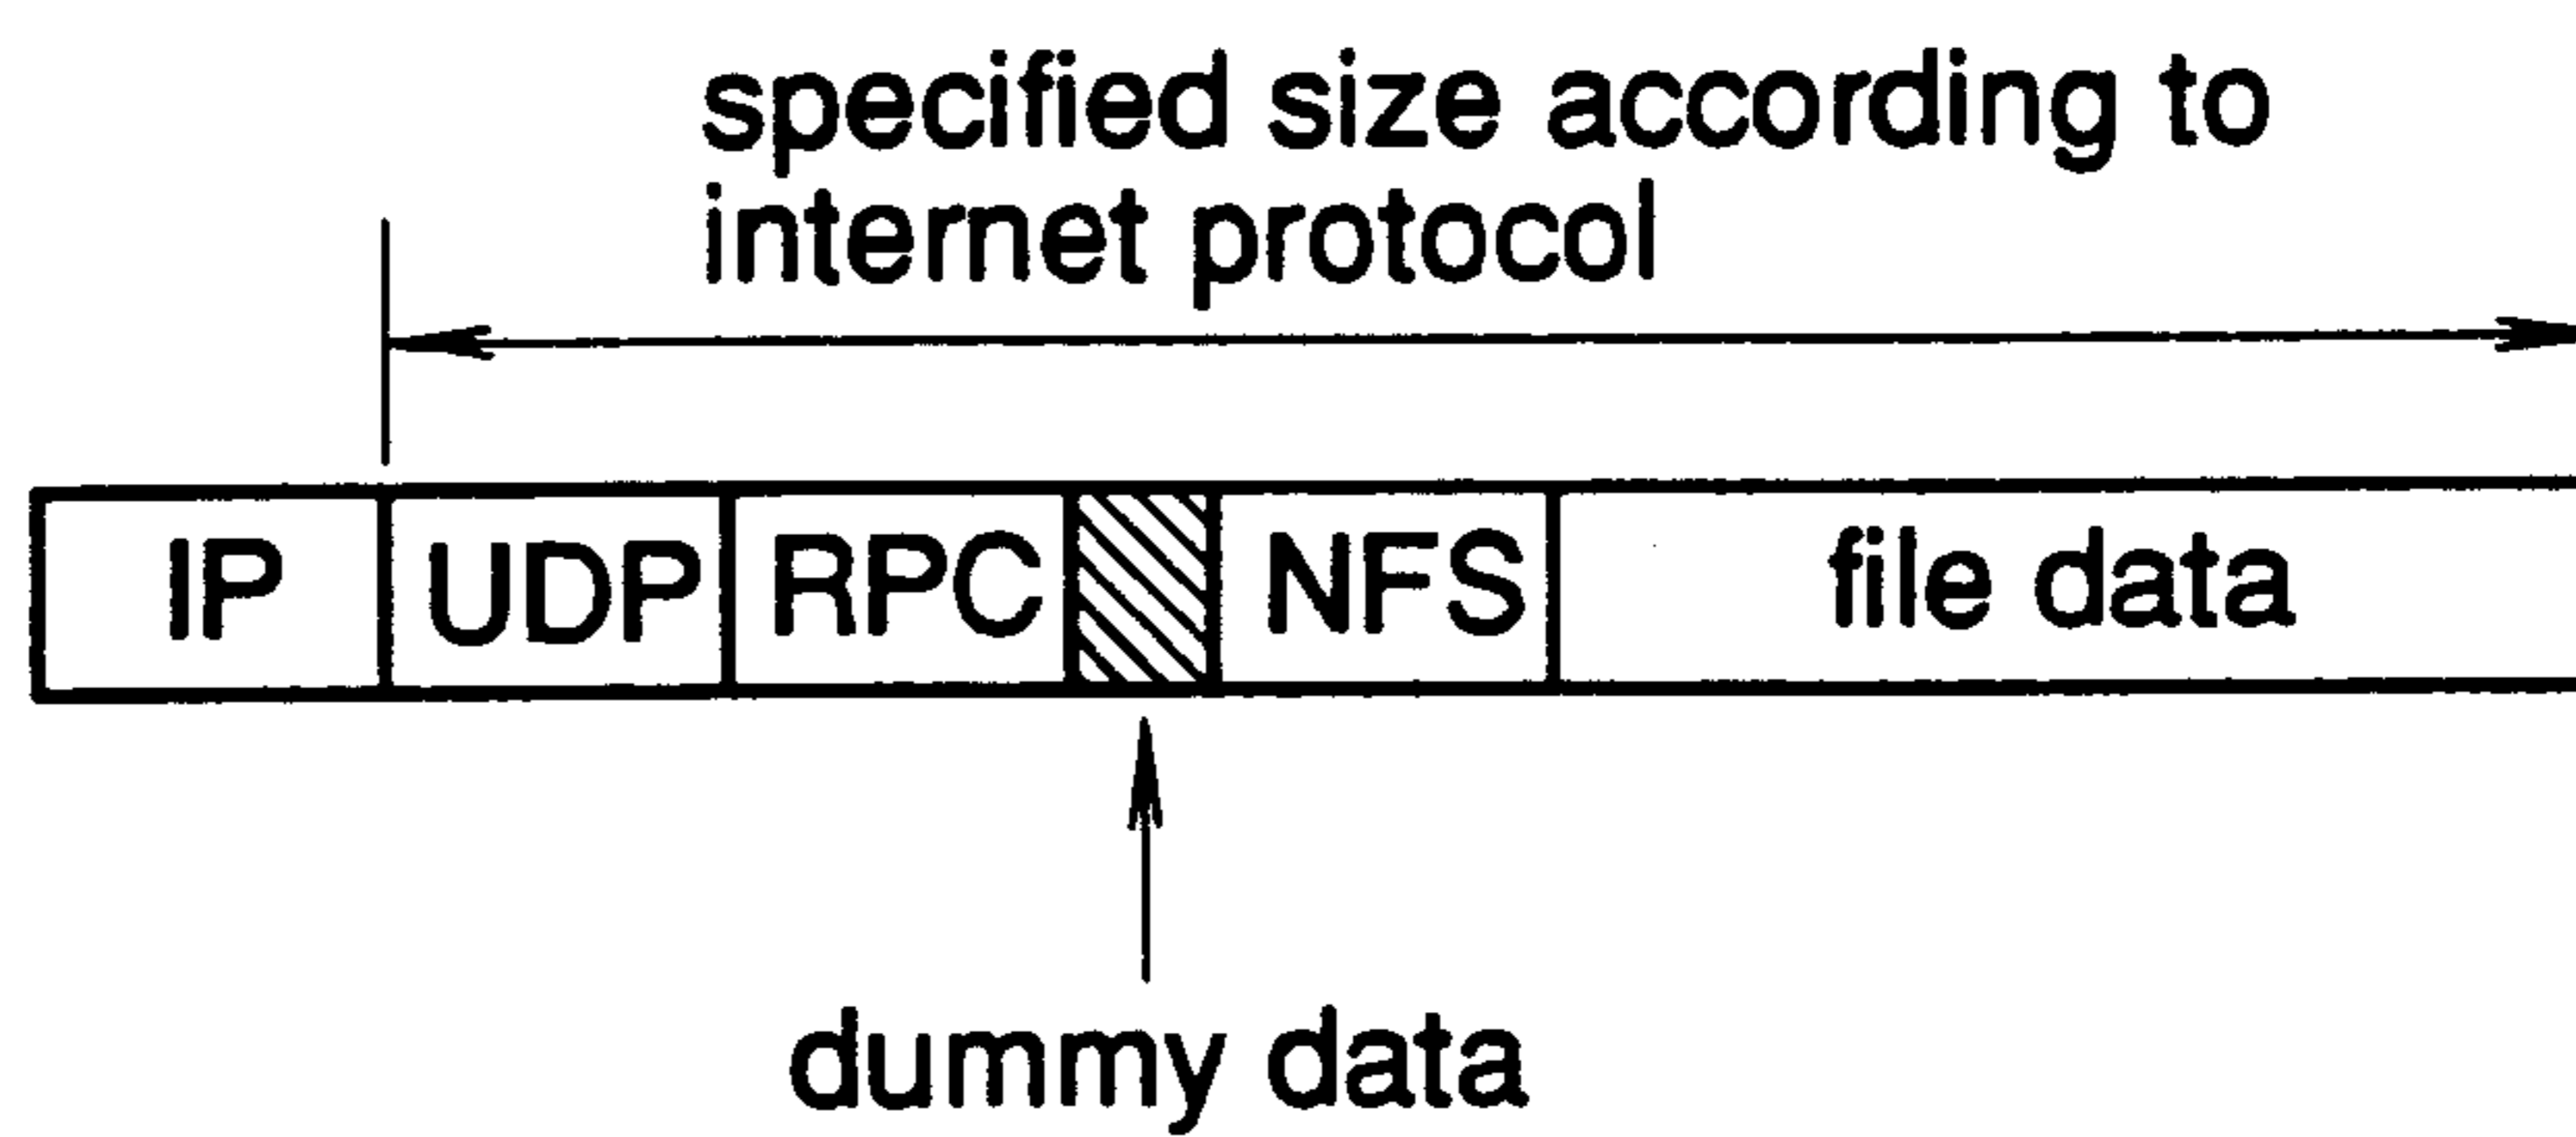 specified size according to
internet protocol
IP UDP RPC NFS file data
dummy data